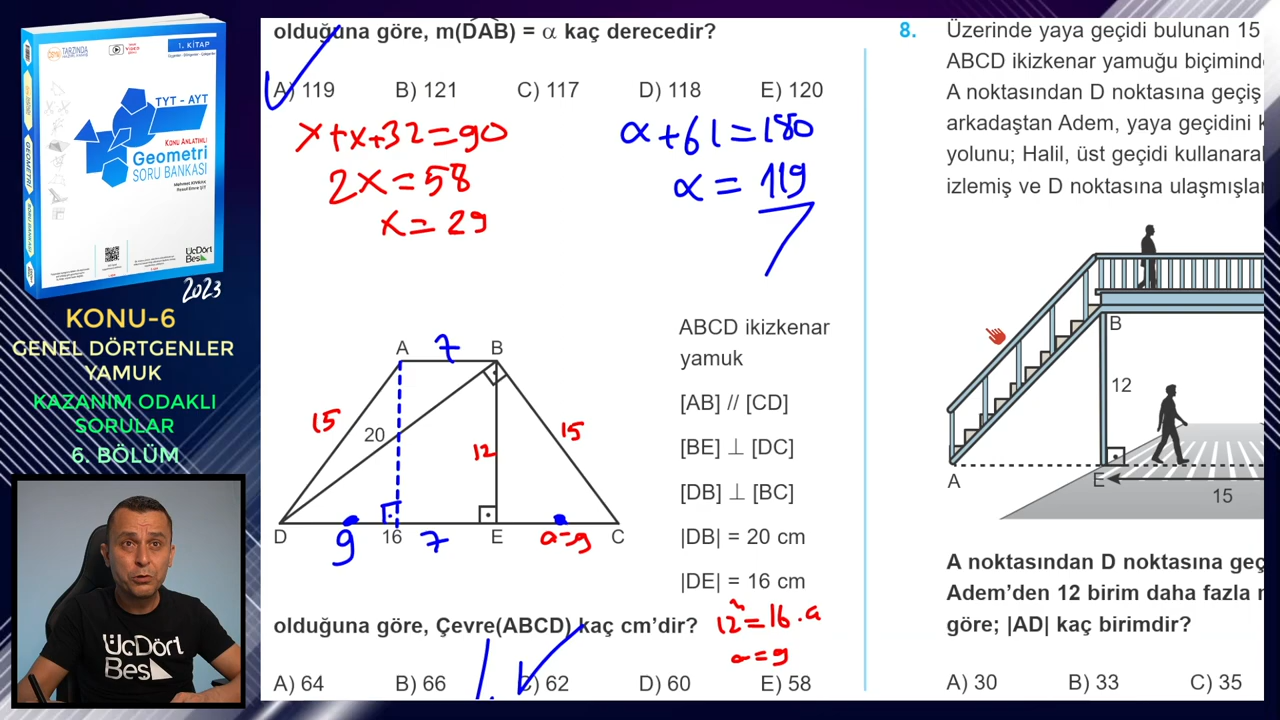 TARZINDA
1. KİTAP
TYT - AYT
KONU ANLATIMLI
Geometri
SORU BANKASI
GEOMETRİ
ÜçDört
Beş
2023
KONU-6
GENEL DÖRTGENLER
YAMUK
KAZANIM ODAKLI
SORULAR
6. BÖLÜM
ÜçDört
Beş
olduğuna göre, m(DAB) = α kaç derecedir?
A) 119 B) 121 C) 117 D) 118 E) 120
x+x+32=90
2x=58
x=29
α+61=180
α=119
A 7 B
15
20
12
15
D 9 16 7 E a=9 C
ABCD ikizkenar
yamuk
[AB] // [CD]
[BE] ⊥ [DC]
[DB] ⊥ [BC]
|DB| = 20 cm
|DE| = 16 cm
12²=16.a
a=9
olduğuna göre, Çevre(ABCD) kaç cm'dir?
A) 64 B) 66 C) 62 D) 60 E) 58
8. Üzerinde yaya geçidi bulunan 15
ABCD ikizkenar yamuğu biçimind
A noktasından D noktasına geçiş
arkadaştan Adem, yaya geçidini k
yolunu; Halil, üst geçidi kullanara
izlemiş ve D noktasına ulaşmışla
B
12
A E
15
A noktasından D noktasına geç
Adem'den 12 birim daha fazla
göre; |AD| kaç birimdir?
A) 30 B) 33 C) 35